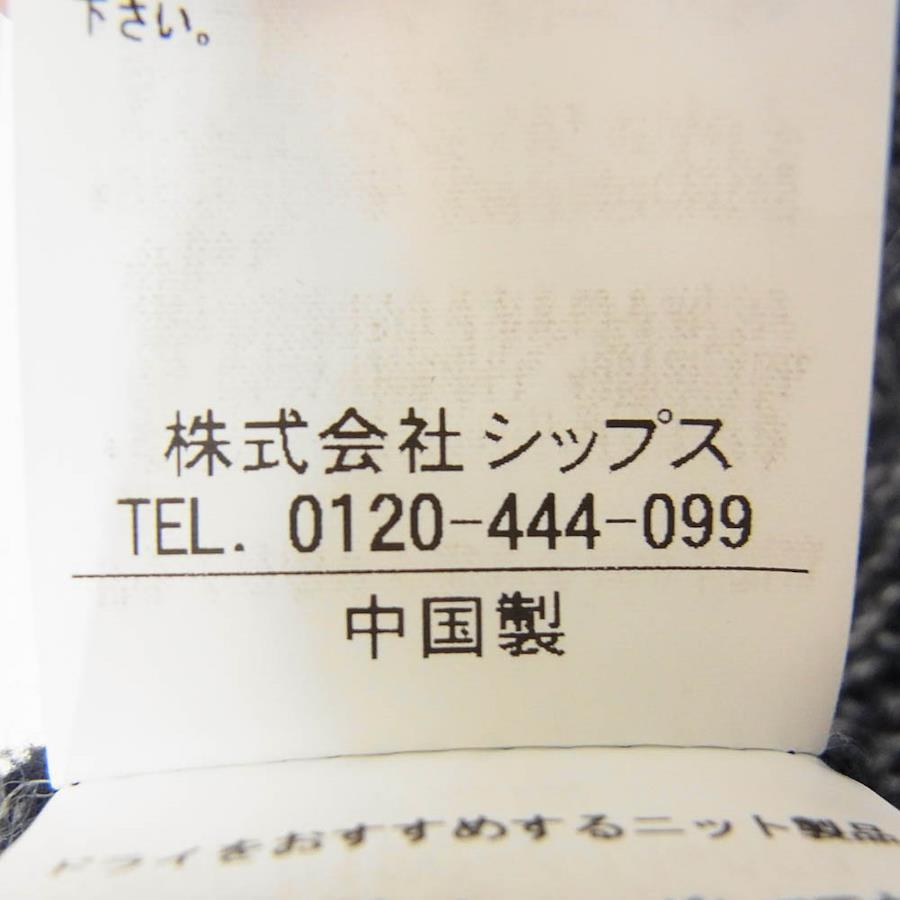 下さい。
株式会社シップス
TEL. 0120-444-099
中国製
ドライをおすすめするニット製品